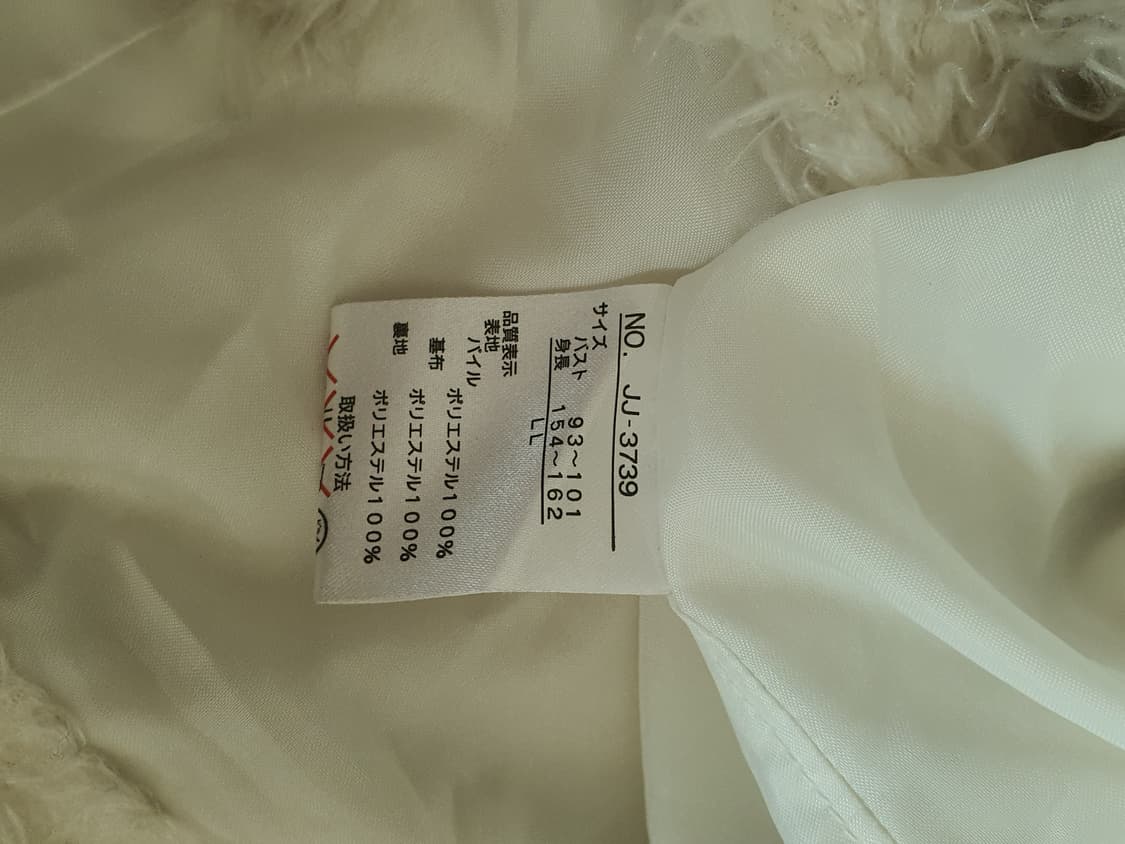 NO. JJ-3739
サイズ
バスト 93～101
身長 154～162
LL
品質表示
表地 パイル ポリエステル100%
基布 ポリエステル100%
裏地 ポリエステル100%
取扱い方法